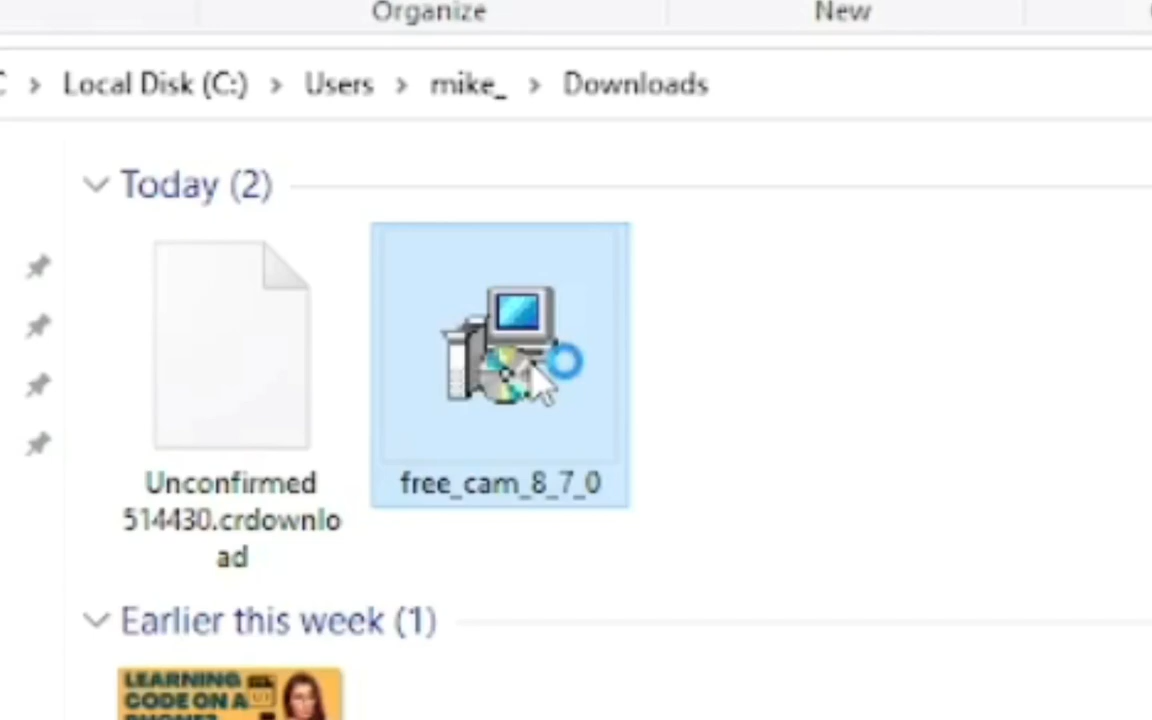 Organize New
Local Disk (C:) > Users > mike_ > Downloads
Today (2)
Unconfirmed
514430.crdownlo
ad
free_cam_8_7_0
Earlier this week (1)
LEARNING
CODE ON A
PHONE?